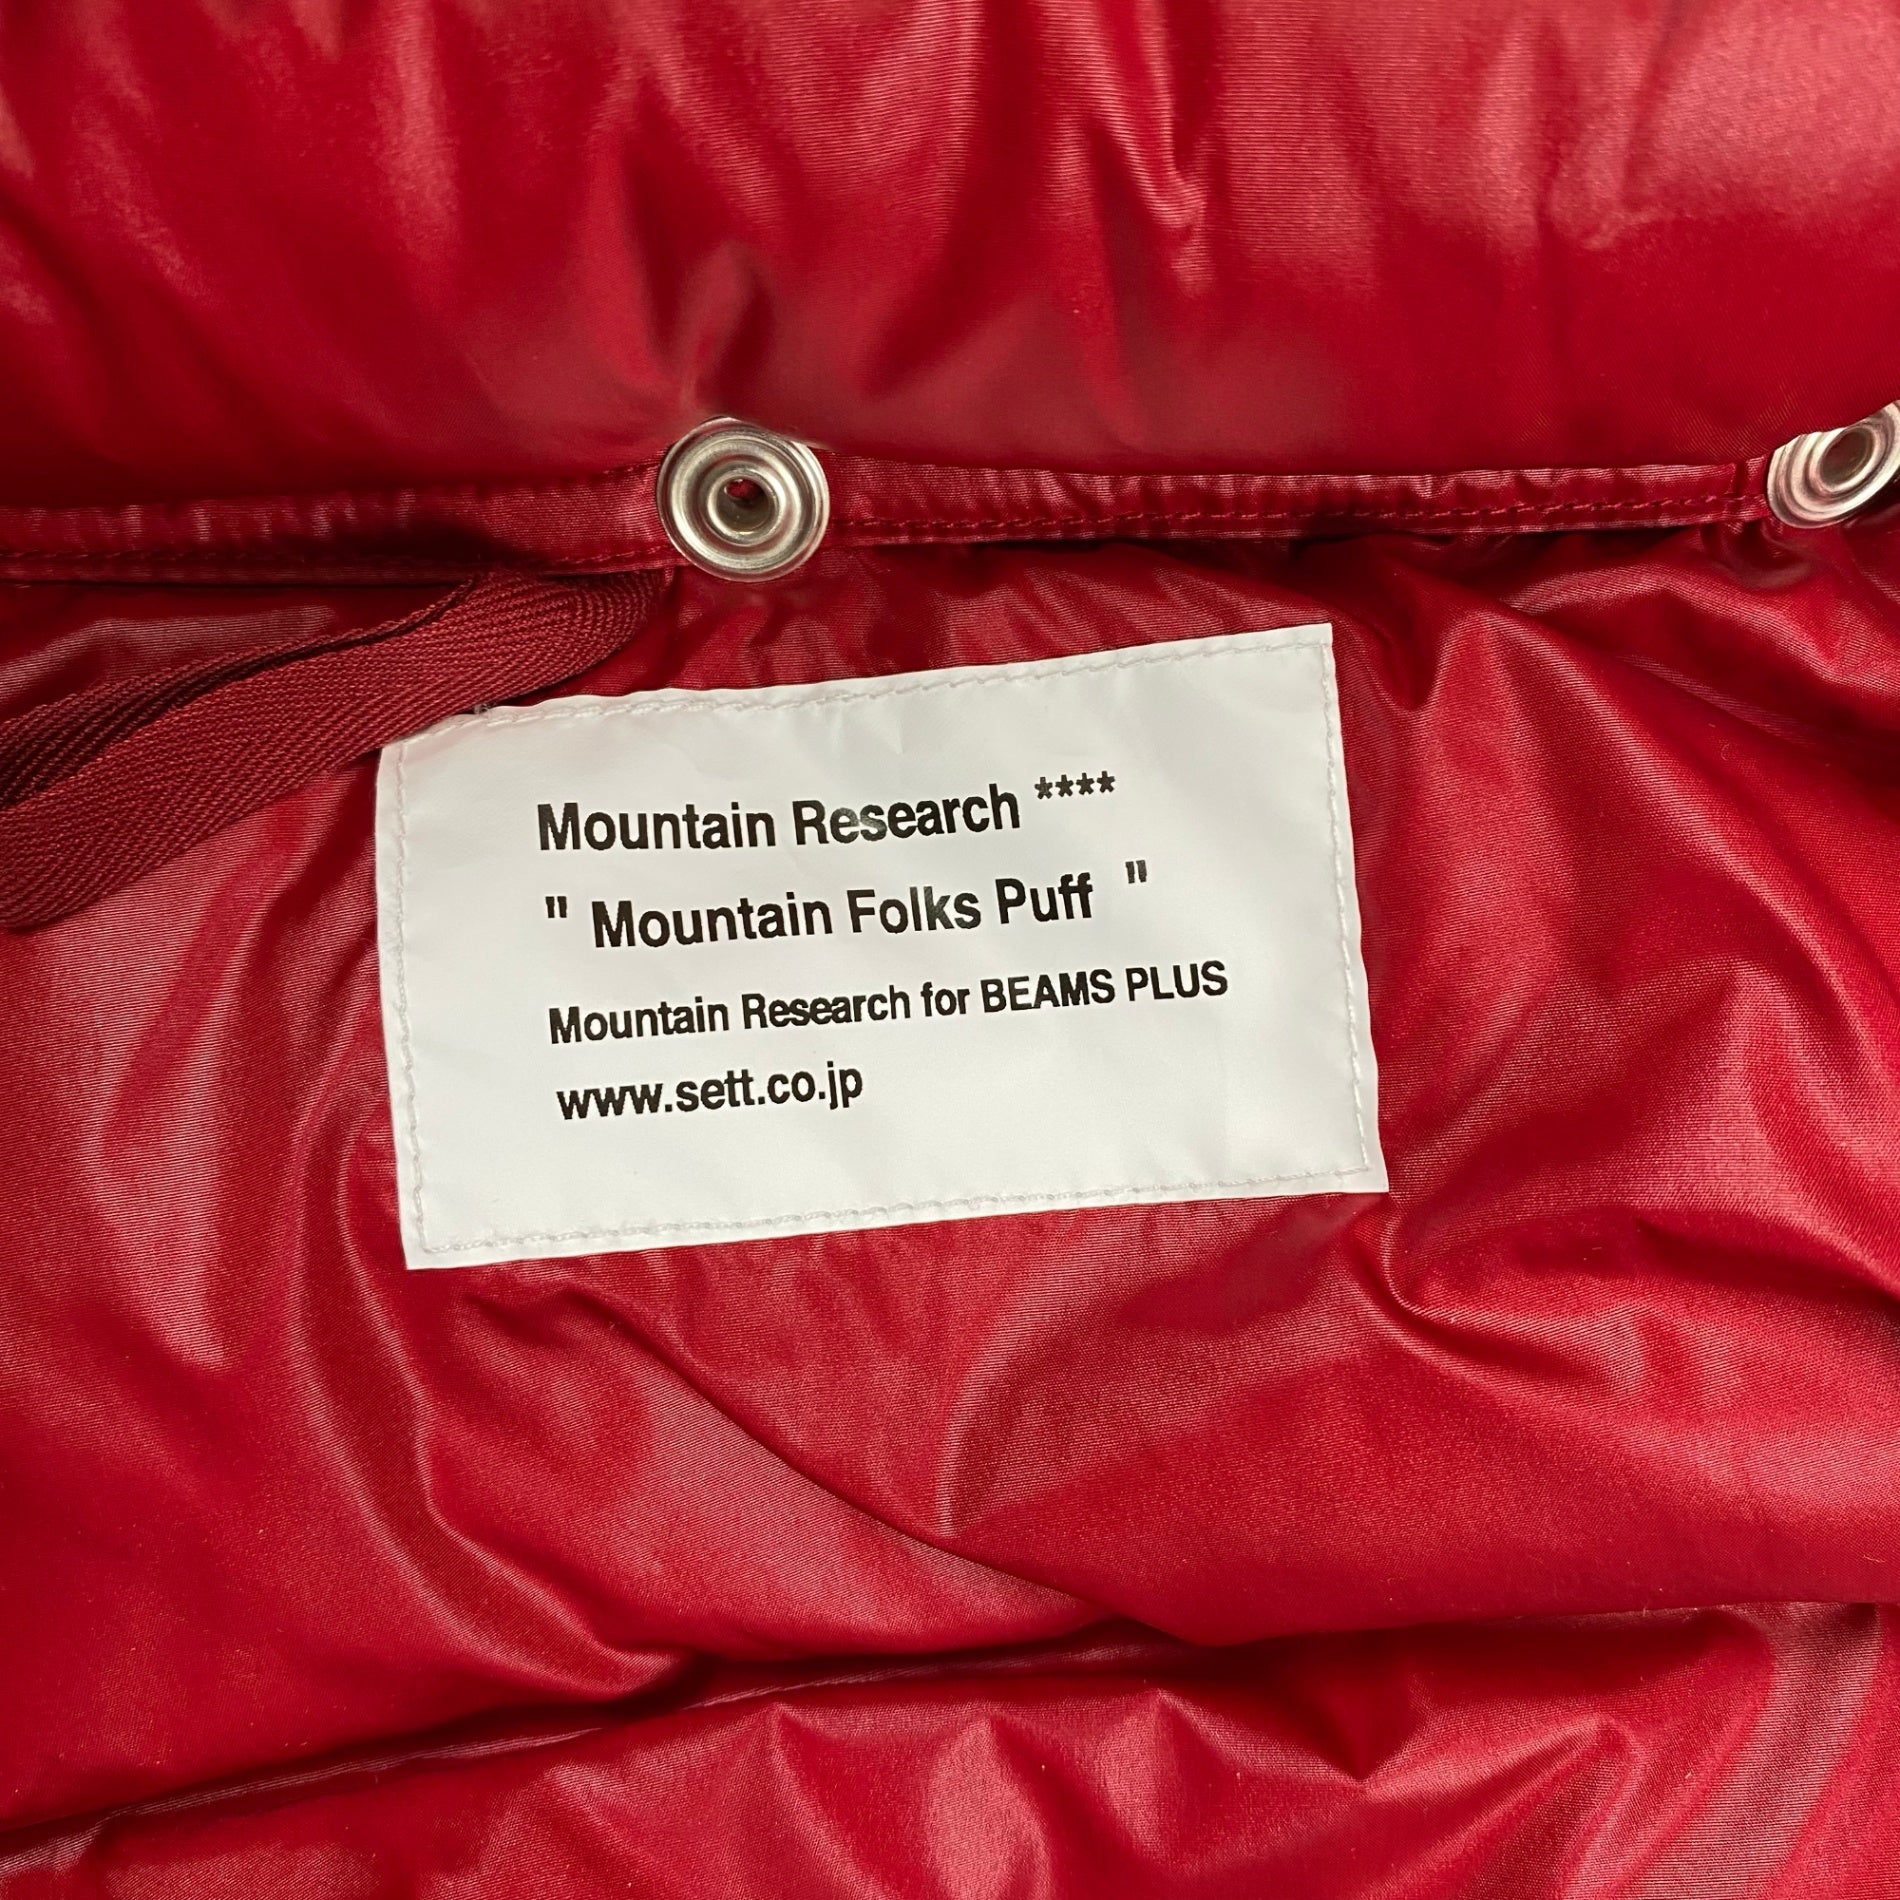 Mountain Research ****
" Mountain Folks Puff "
Mountain Research for BEAMS PLUS
www.sett.co.jp